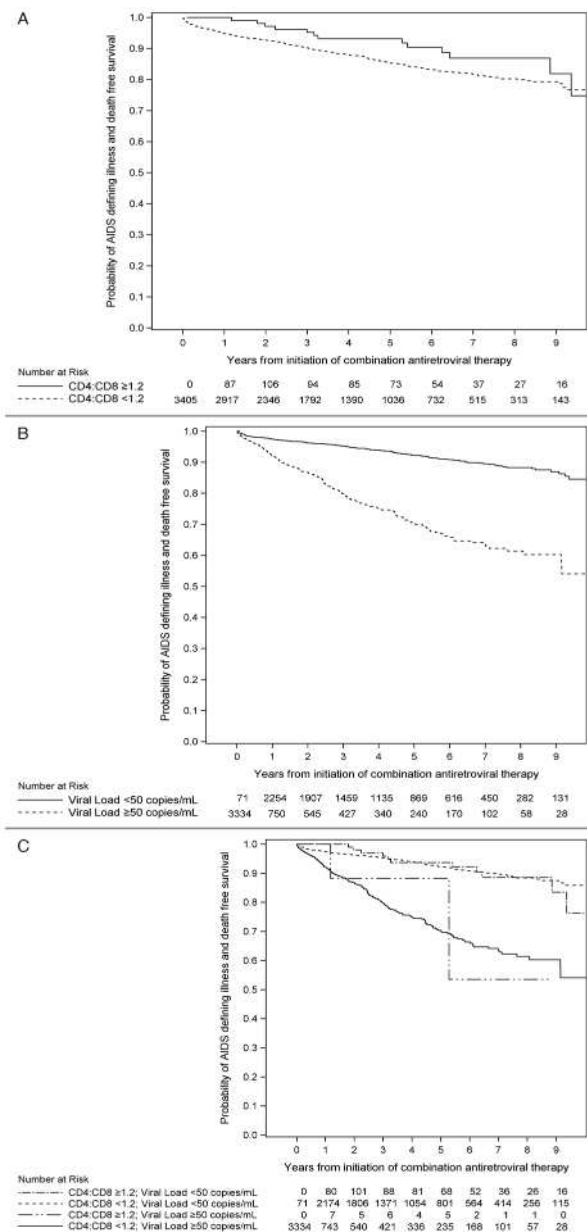 A
Probability of AIDS defining illness and death free survival
1.0
0.9
0.8
0.7
0.6
0.5
0.4
0.3
0.2
0.1
0.0
0 1 2 3 4 5 6 7 8 9
Years from initiation of combination antiretroviral therapy
Number at Risk
CD4:CD8 ≥1.2 0 87 106 94 85 73 54 37 27 16
CD4:CD8 <1.2 3405 2917 2346 1792 1390 1036 732 515 313 143
B
Probability of AIDS defining illness and death free survival
1.0
0.9
0.8
0.7
0.6
0.5
0.4
0.3
0.2
0.1
0.0
0 1 2 3 4 5 6 7 8 9
Years from initiation of combination antiretroviral therapy
Number at Risk
Viral Load <50 copies/mL 71 2254 1907 1459 1135 869 616 450 282 131
Viral Load ≥50 copies/mL 3334 750 545 427 340 240 170 102 58 28
C
Probability of AIDS defining illness and death free survival
1.0
0.9
0.8
0.7
0.6
0.5
0.4
0.3
0.2
0.1
0.0
0 1 2 3 4 5 6 7 8 9
Years from initiation of combination antiretroviral therapy
Number at Risk
CD4:CD8 ≥1.2; Viral Load <50 copies/mL 0 80 101 88 81 68 52 36 26 16
CD4:CD8 <1.2; Viral Load <50 copies/mL 71 2174 1806 1371 1054 801 564 414 256 115
CD4:CD8 ≥1.2; Viral Load ≥50 copies/mL 0 7 5 6 4 5 2 1 1 0
CD4:CD8 <1.2; Viral Load ≥50 copies/mL 3334 743 540 421 336 235 168 101 57 28